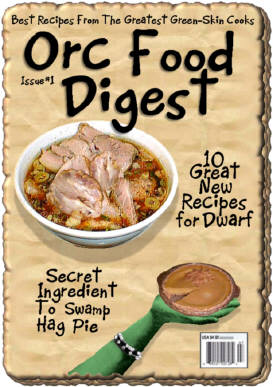 Best Recipes From The Greatest Green-Skin Cooks
Orc Food
Issue #1
Digest
10
Great
New
Recipes
for Dwarf
Secret
Ingredient
To Swamp
Hag Pie